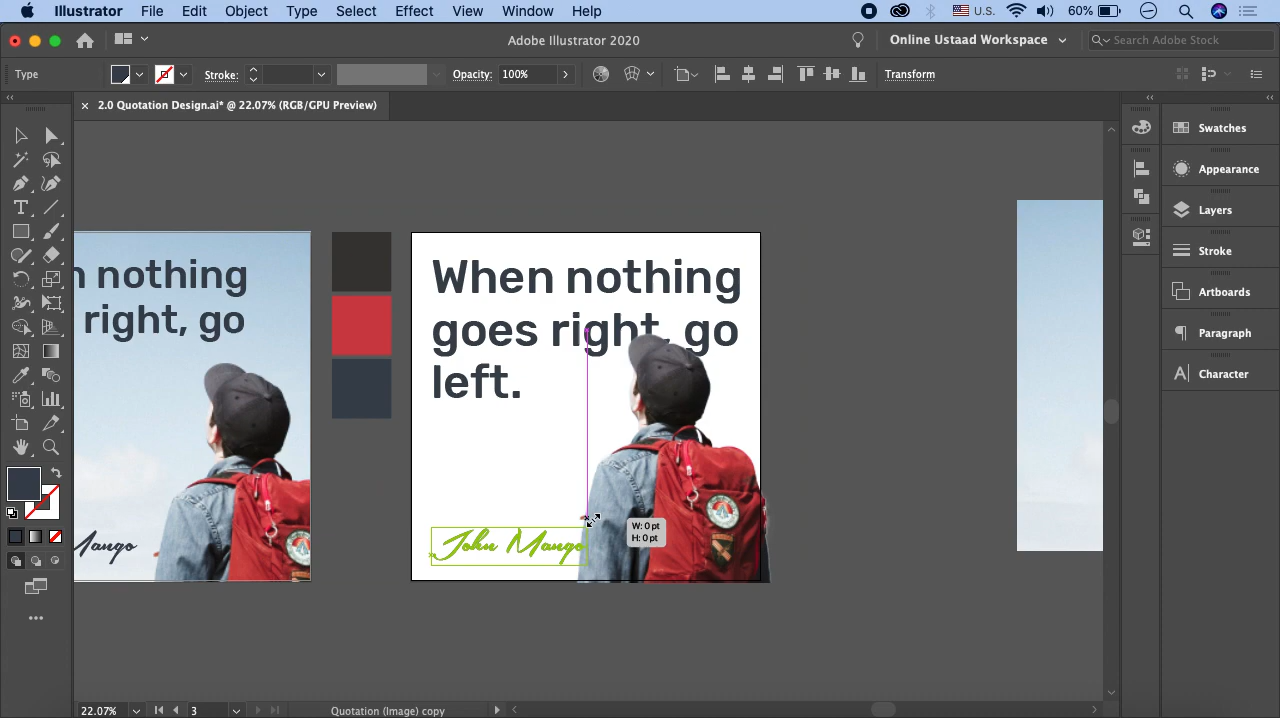 Illustrator File Edit Object Type Select Effect View Window Help U.S. 60%
Adobe Illustrator 2020 Online Ustaad Workspace Search Adobe Stock
Type Stroke: Opacity: 100% Transform
× 2.0 Quotation Design.ai* @ 22.07% (RGB/GPU Preview)
Swatches
Appearance
Layers
Stroke
Artboards
Paragraph
Character
n nothing
right, go
Mango
When nothing
goes right, go
left.
John Mango
W: 0 pt
H: 0 pt
22.07% 3 Quotation (Image) copy